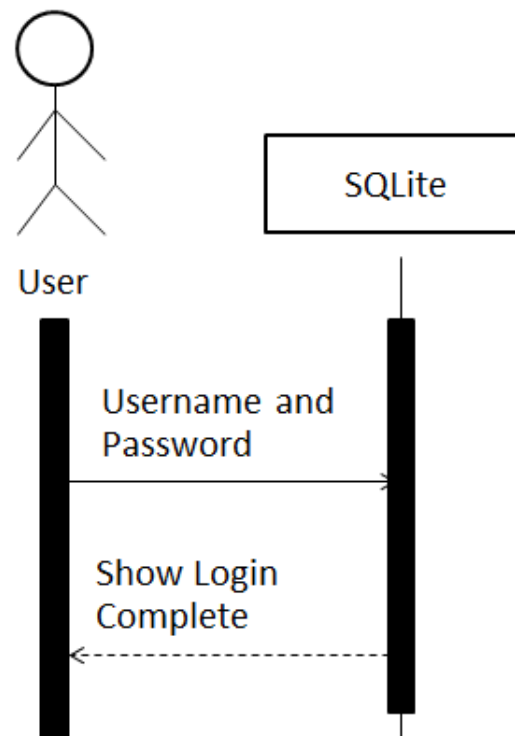 SQLite
User
Username and
Password
Show Login
Complete